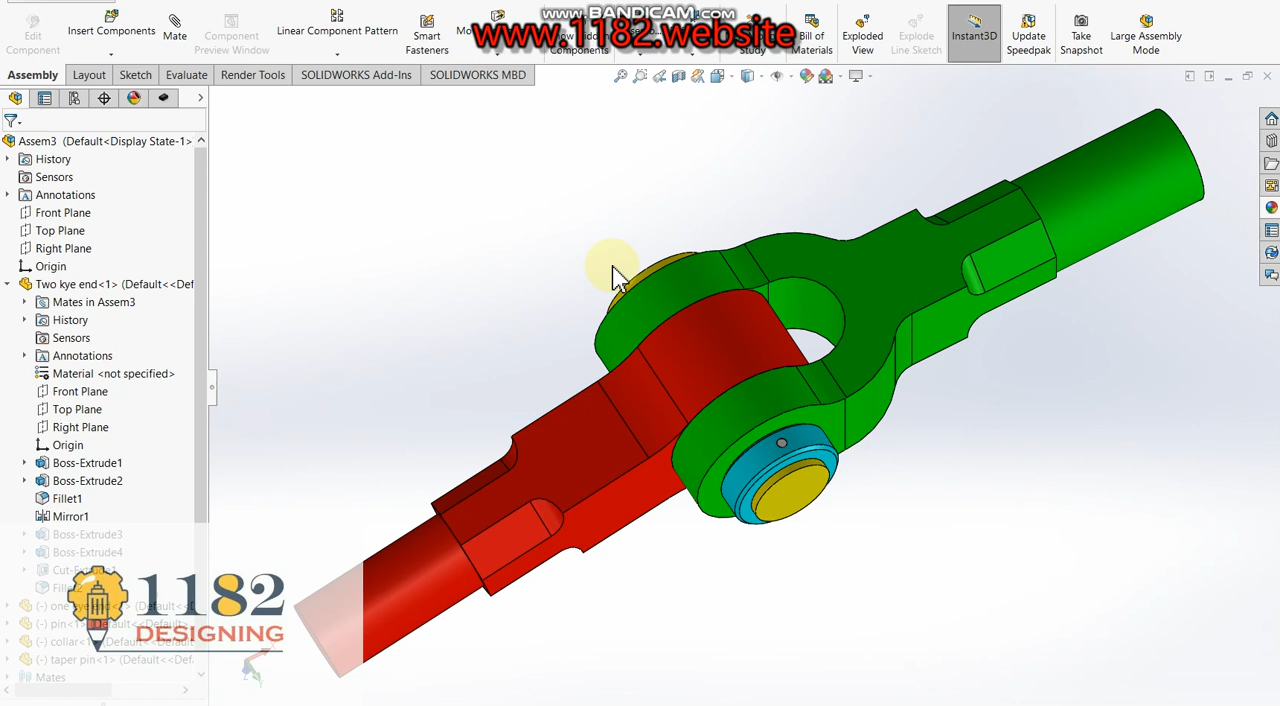 www.BANDICAM.com
www.1182.website
Edit Component
Insert Components
Mate
Component Preview Window
Linear Component Pattern
Smart Fasteners
Components
Study
Bill of Materials
Exploded View
Explode Line Sketch
Instant3D
Update Speedpak
Take Snapshot
Large Assembly Mode
Assembly
Layout
Sketch
Evaluate
Render Tools
SOLIDWORKS Add-Ins
SOLIDWORKS MBD
Assem3 (Default<Display State-1>
History
Sensors
Annotations
Front Plane
Top Plane
Right Plane
Origin
Two kye end<1> (Default<<Def
Mates in Assem3
History
Sensors
Annotations
Material <not specified>
Front Plane
Top Plane
Right Plane
Origin
Boss-Extrude1
Boss-Extrude2
Fillet1
Mirror1
Boss-Extrude3
Boss-Extrude4
(-) pin<1> (Default<<Def
(-) collar<1>
(-) taper pin<1> (Default<<Def
Mates
1182
DESIGNING